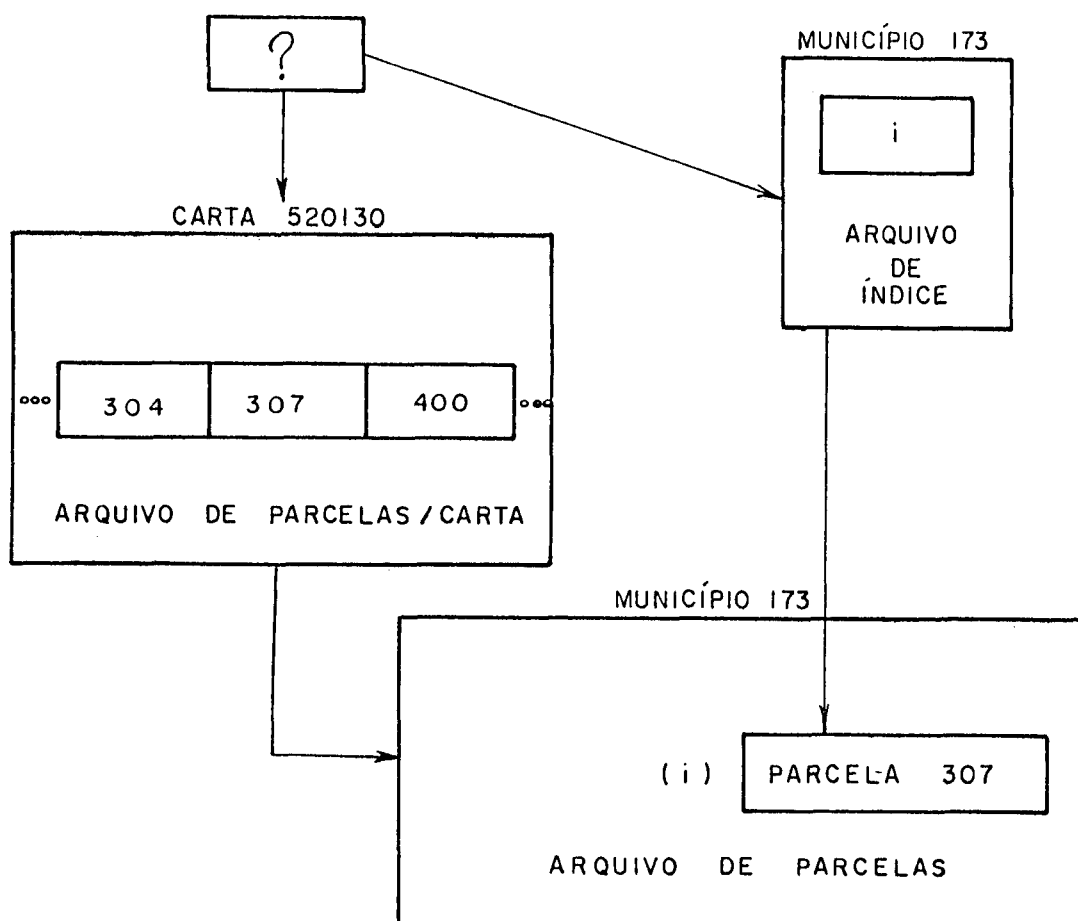 ?
MUNICÍPIO 173
i
ARQUIVO
DE
ÍNDICE
CARTA 520130
304 307 400
ARQUIVO DE PARCELAS/CARTA
MUNICÍPIO 173
(i) PARCELA 307
ARQUIVO DE PARCELAS